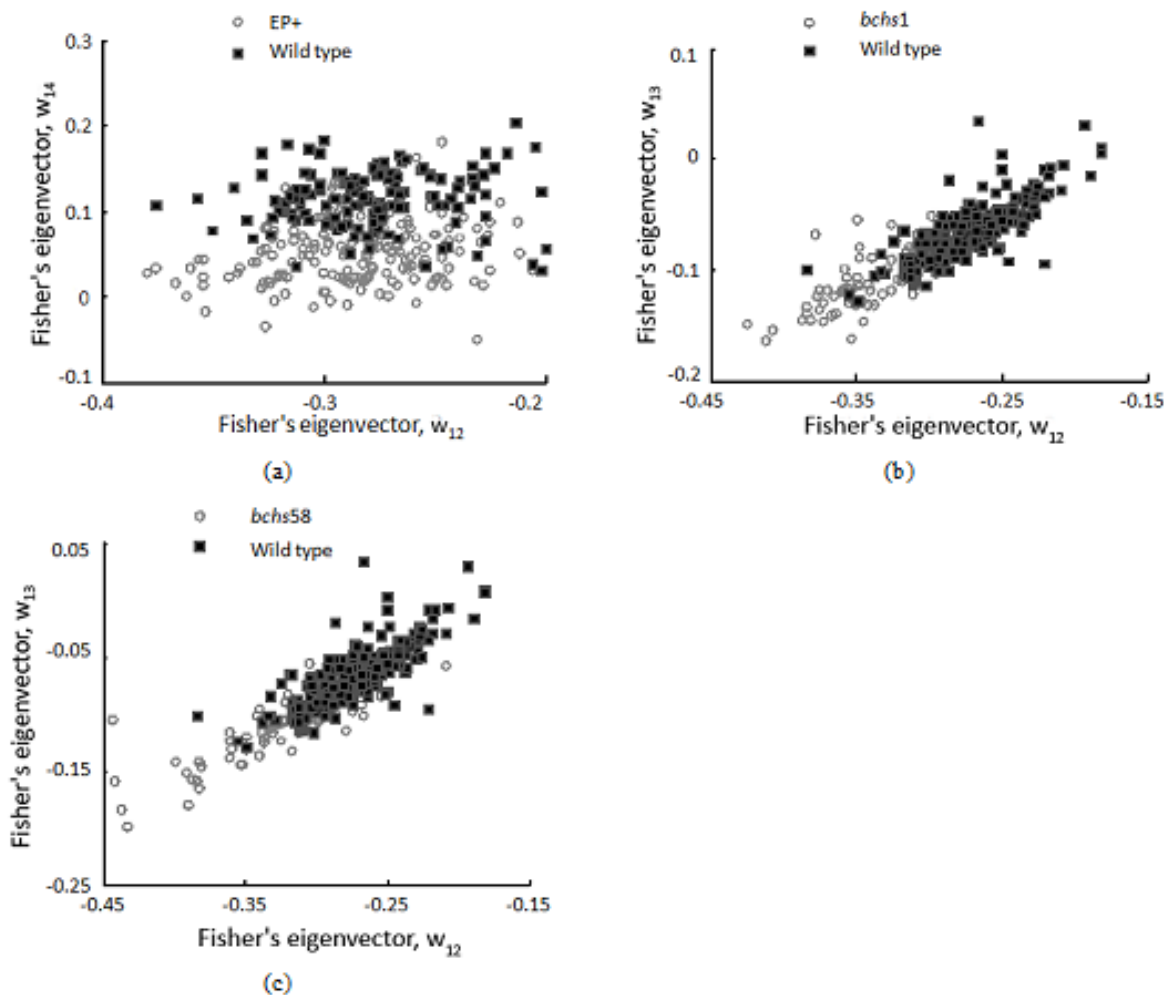 EP+
Wild type
0.3
0.2
0.1
0
-0.1
Fisher's eigenvector, w14
-0.4
-0.3
-0.2
Fisher's eigenvector, w12
(a)
bchs1
Wild type
0.1
0
-0.1
-0.2
Fisher's eigenvector, w13
-0.45
-0.35
-0.25
-0.15
Fisher's eigenvector, w12
(b)
bchs58
Wild type
0.05
-0.05
-0.15
-0.25
Fisher's eigenvector, w13
-0.45
-0.35
-0.25
-0.15
Fisher's eigenvector, w12
(c)